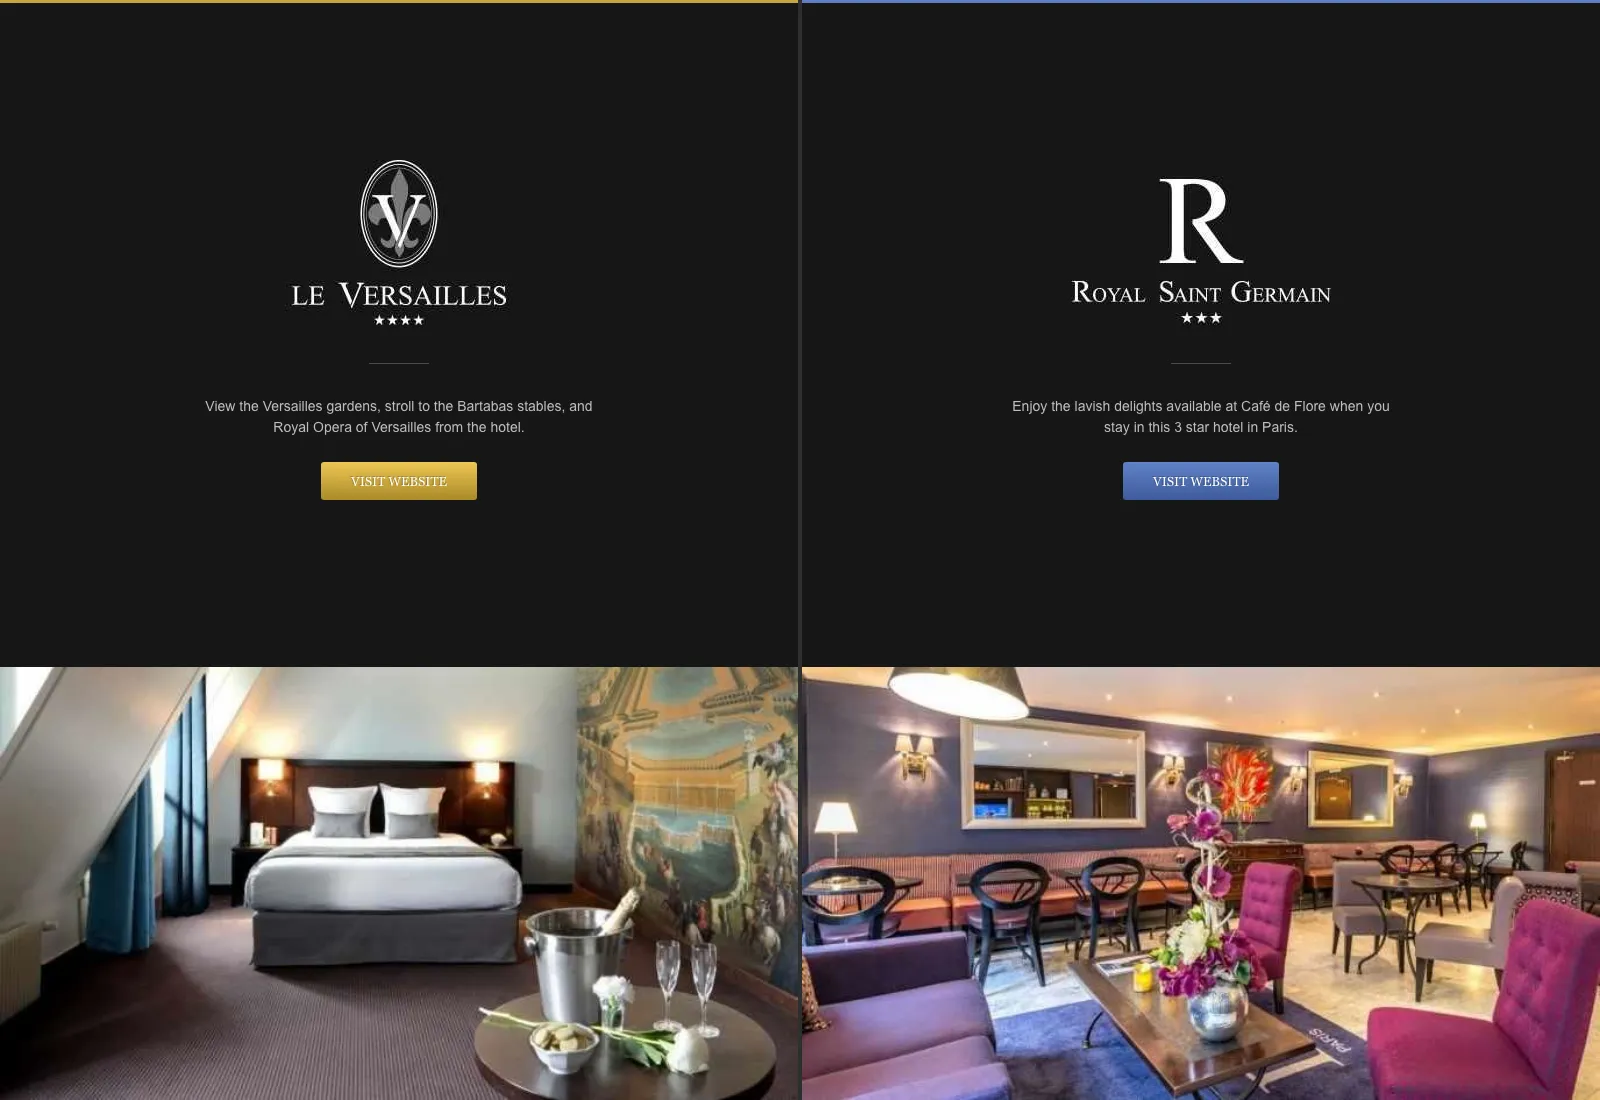 V
LE VERSAILLES
★★★★
View the Versailles gardens, stroll to the Bartabas stables, and
Royal Opera of Versailles from the hotel.
VISIT WEBSITE
R
ROYAL SAINT GERMAIN
★★★
Enjoy the lavish delights available at Café de Flore when you
stay in this 3 star hotel in Paris.
VISIT WEBSITE
PARIS